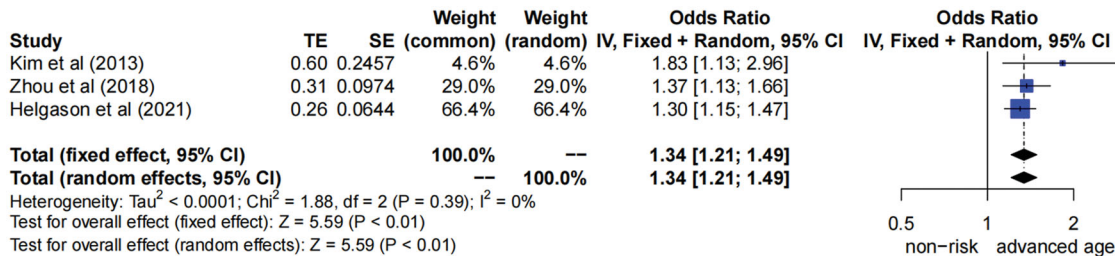 Weight Weight Odds Ratio Odds Ratio
Study TE SE (common) (random) IV, Fixed + Random, 95% CI IV, Fixed + Random, 95% CI
Kim et al (2013) 0.60 0.2457 4.6% 4.6% 1.83 [1.13; 2.96]
Zhou et al (2018) 0.31 0.0974 29.0% 29.0% 1.37 [1.13; 1.66]
Helgason et al (2021) 0.26 0.0644 66.4% 66.4% 1.30 [1.15; 1.47]
Total (fixed effect, 95% CI) 100.0% −− 1.34 [1.21; 1.49]
Total (random effects, 95% CI) −− 100.0% 1.34 [1.21; 1.49]
Heterogeneity: Tau² < 0.0001; Chi² = 1.88, df = 2 (P = 0.39); I² = 0%
Test for overall effect (fixed effect): Z = 5.59 (P < 0.01)
Test for overall effect (random effects): Z = 5.59 (P < 0.01)
0.5 1 2
non−risk advanced age